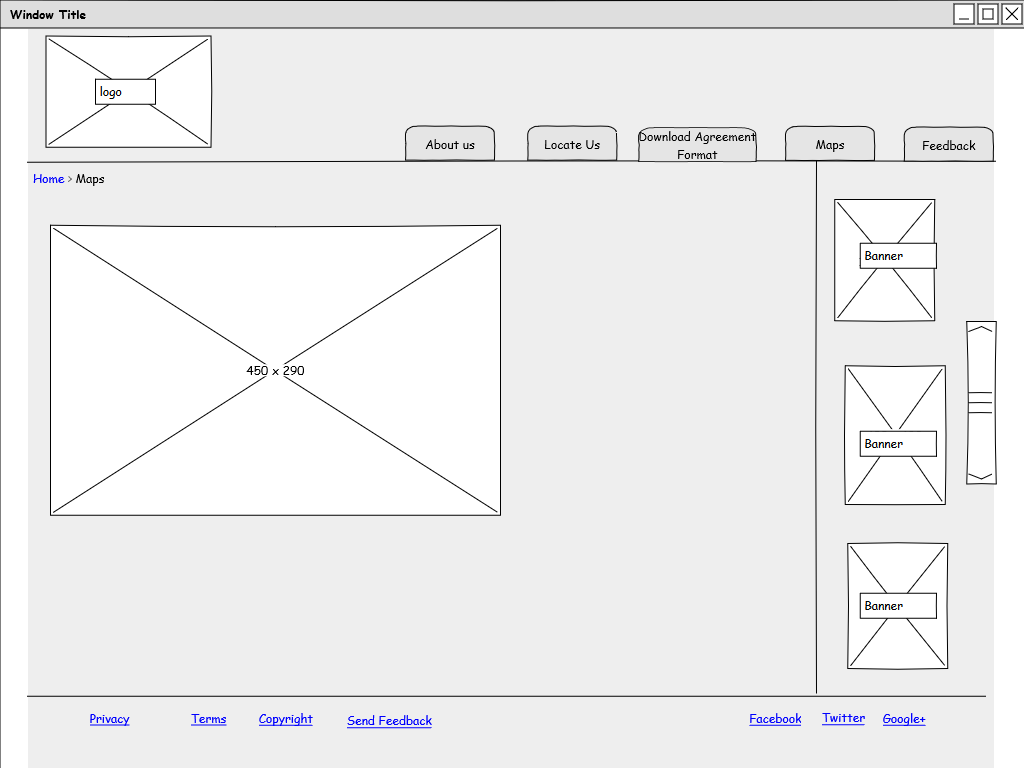 Window Title
logo
About us
Locate Us
Download Agreement
Format
Maps
Feedback
Home > Maps
Banner
450 x 290
Banner
Banner
Privacy
Terms
Copyright
Send Feedback
Facebook
Twitter
Google+